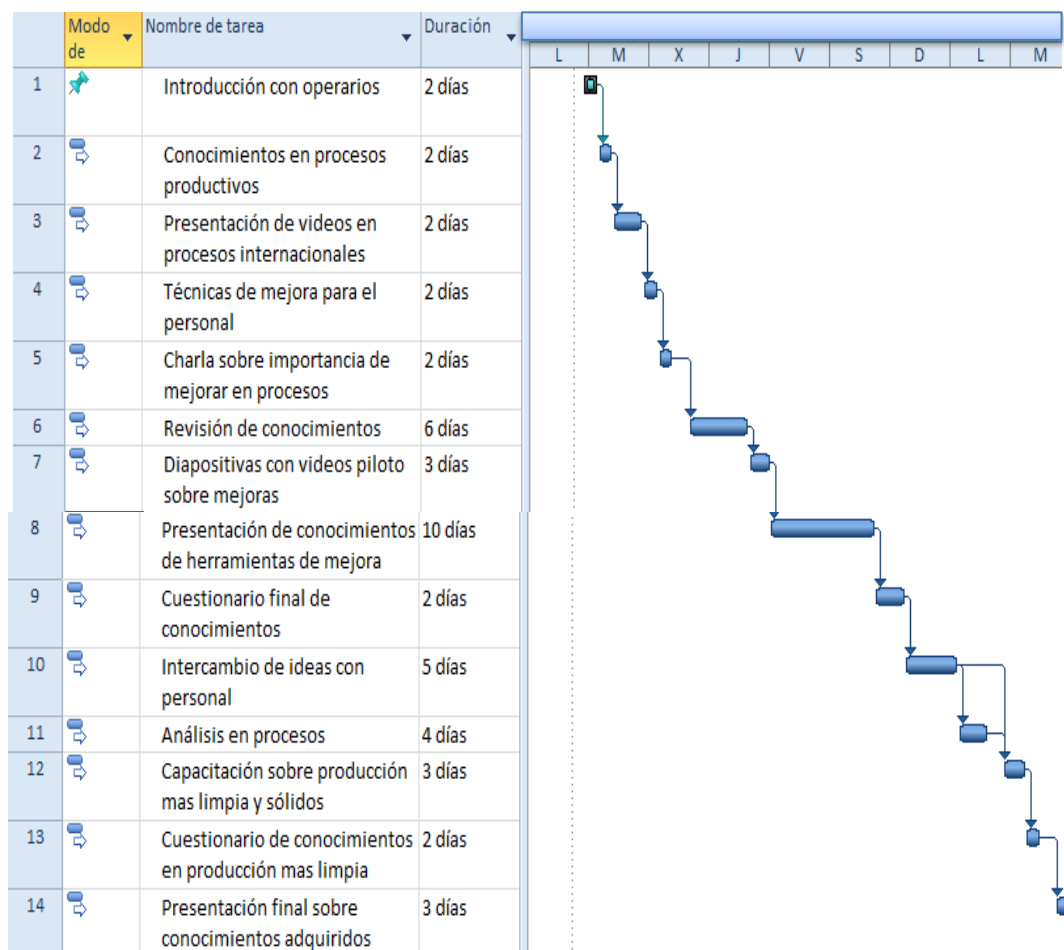 Modo de
Nombre de tarea
Duración
L M X J V S D L M
1 Introducción con operarios 2 días
2 Conocimientos en procesos 2 días
productivos
3 Presentación de videos en 2 días
procesos internacionales
4 Técnicas de mejora para el 2 días
personal
5 Charla sobre importancia de 2 días
mejorar en procesos
6 Revisión de conocimientos 6 días
7 Diapositivas con videos piloto 3 días
sobre mejoras
8 Presentación de conocimientos 10 días
de herramientas de mejora
9 Cuestionario final de 2 días
conocimientos
10 Intercambio de ideas con 5 días
personal
11 Análisis en procesos 4 días
12 Capacitación sobre producción 3 días
mas limpia y sólidos
13 Cuestionario de conocimientos 2 días
en producción mas limpia
14 Presentación final sobre 3 días
conocimientos adquiridos